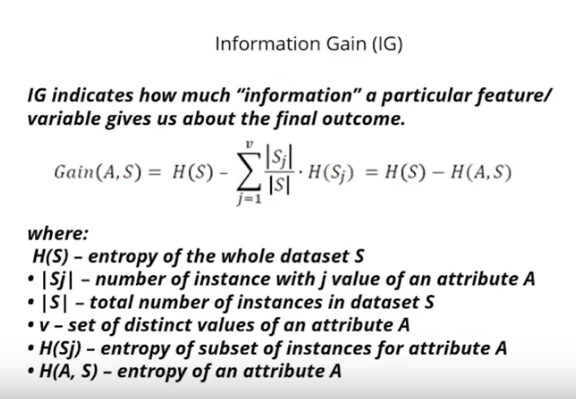 Information Gain (IG)
IG indicates how much “information” a particular feature/
variable gives us about the final outcome.
Gain(A,S) = H(S) - \sum_{j=1}^{v} \frac{|S_j|}{|S|} · H(S_j) = H(S) − H(A,S)
where:
H(S) – entropy of the whole dataset S
• |Sj| – number of instance with j value of an attribute A
• |S| – total number of instances in dataset S
• v – set of distinct values of an attribute A
• H(Sj) – entropy of subset of instances for attribute A
• H(A, S) – entropy of an attribute A